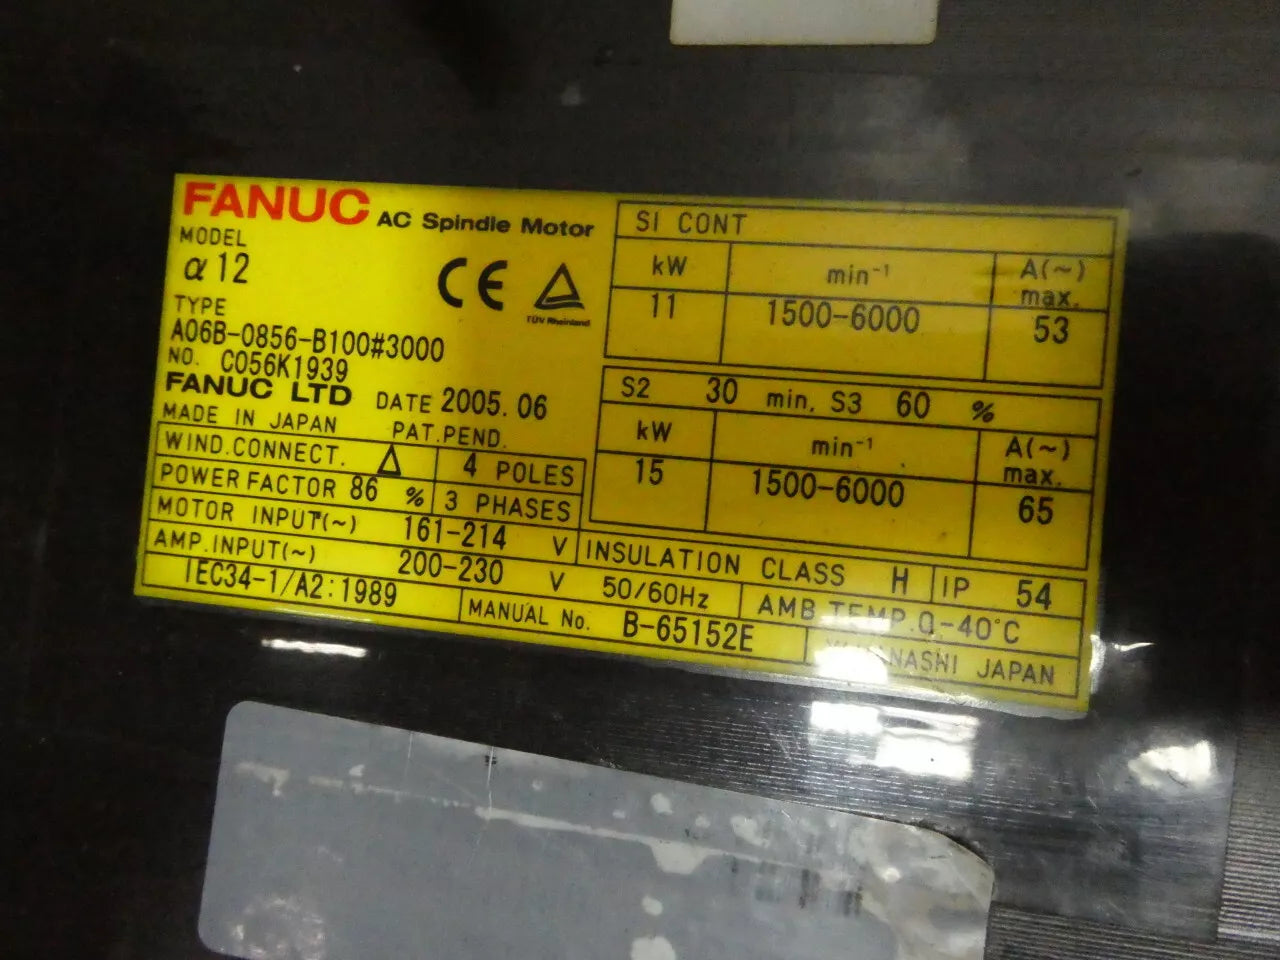 FANUC AC Spindle Motor
MODEL
α 12
TYPE
A06B-0856-B100#3000
NO. C056K1939
FANUC LTD DATE 2005.06
MADE IN JAPAN PAT.PEND.
WIND.CONNECT. △ 4 POLES
POWER FACTOR 86 % 3 PHASES
MOTOR INPUT(~) 161-214 V
AMP.INPUT(~) 200-230 V 50/60Hz
IEC34-1/A2:1989
MANUAL No. B-65152E
CE
TÜV Rheinland
SI CONT
kW min⁻¹ A(~) max.
11 1500-6000 53
S2 30 min, S3 60 %
kW min⁻¹ A(~) max.
15 1500-6000 65
INSULATION CLASS H IP 54
AMB TEMP.0-40°C
YAMANASHI JAPAN